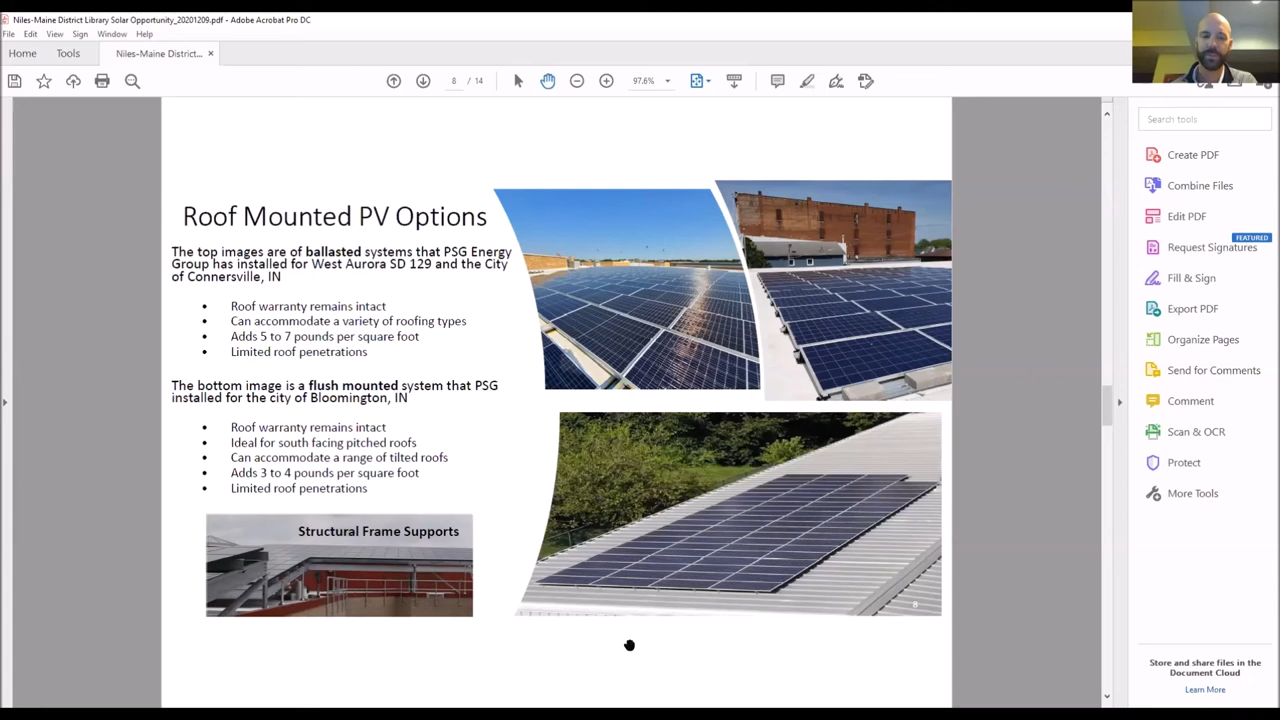 Niles-Maine District Library Solar Opportunity_20201209.pdf - Adobe Acrobat Pro DC
File Edit View Sign Window Help
Home Tools Niles-Maine District... ×
8 / 14 97.6%
Search tools
Create PDF
Combine Files
Edit PDF
FEATURED
Request Signatures
Fill & Sign
Export PDF
Organize Pages
Send for Comments
Comment
Scan & OCR
Protect
More Tools
Store and share files in the
Document Cloud
Learn More
Roof Mounted PV Options
The top images are of ballasted systems that PSG Energy
Group has installed for West Aurora SD 129 and the City
of Connersville, IN
• Roof warranty remains intact
• Can accommodate a variety of roofing types
• Adds 5 to 7 pounds per square foot
• Limited roof penetrations
The bottom image is a flush mounted system that PSG
installed for the city of Bloomington, IN
• Roof warranty remains intact
• Ideal for south facing pitched roofs
• Can accommodate a range of tilted roofs
• Adds 3 to 4 pounds per square foot
• Limited roof penetrations
Structural Frame Supports
8